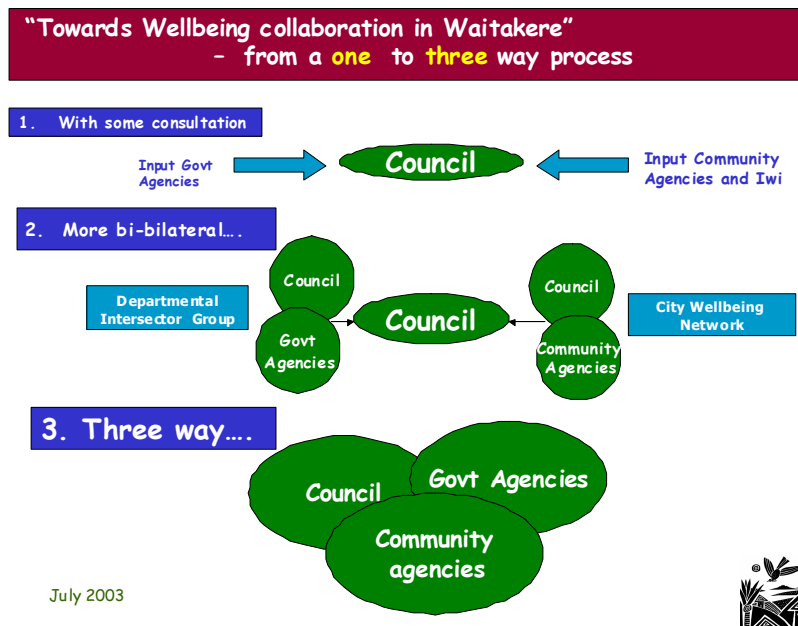 “Towards Wellbeing collaboration in Waitakere”
– from a one to three way process
1. With some consultation
Input Govt
Agencies
Council
Input Community
Agencies and Iwi
2. More bi-bilateral….
Departmental
Intersector Group
Council
Govt
Agencies
Council
Council
Community
Agencies
City Wellbeing
Network
3. Three way….
Council
Govt Agencies
Community
agencies
July 2003